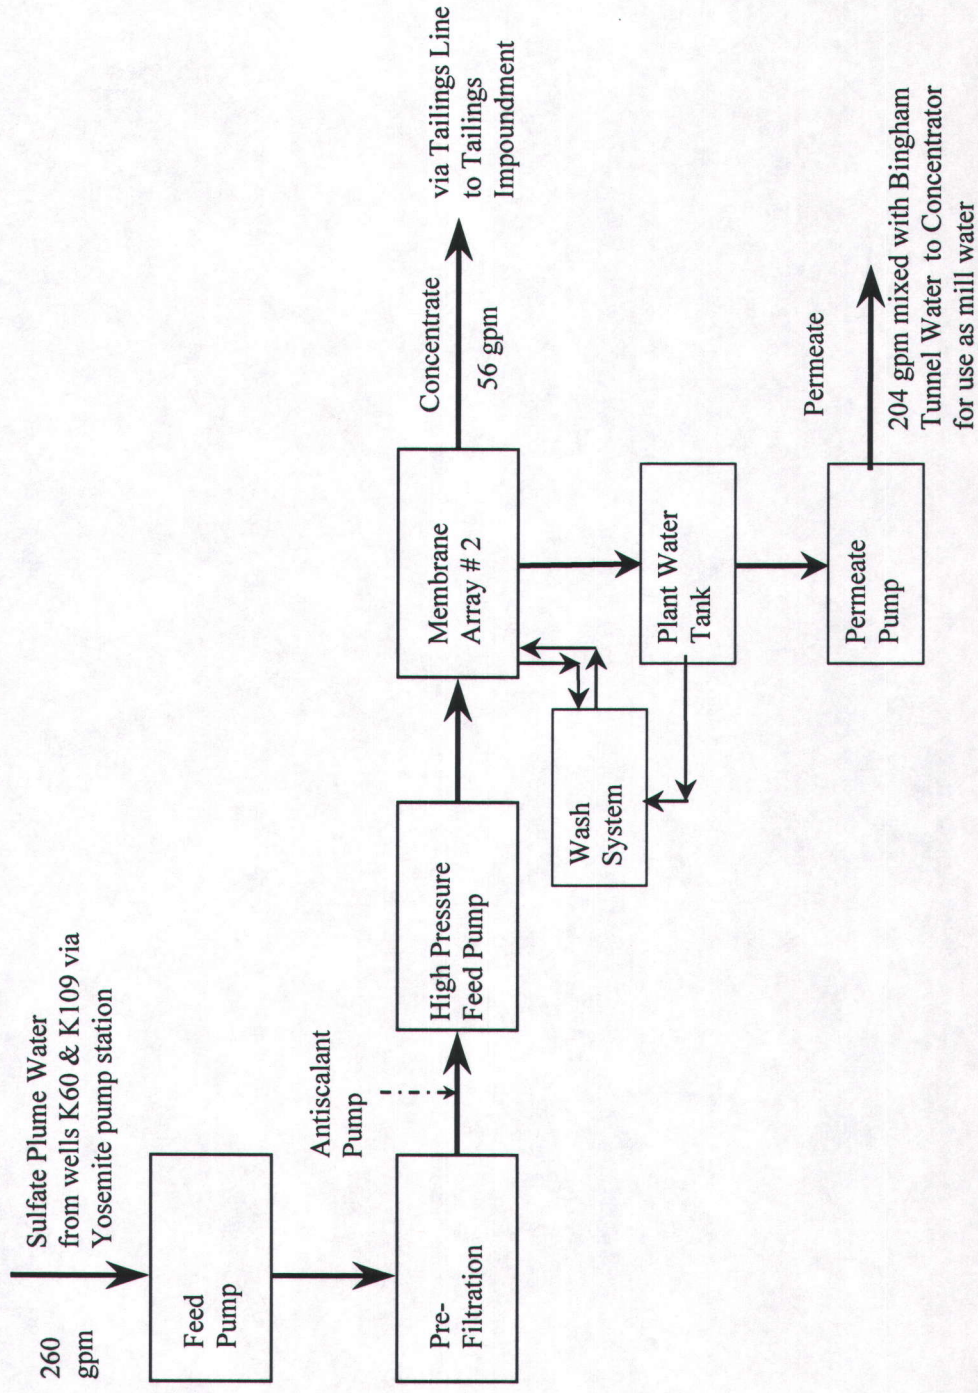 260
gpm
Sulfate Plume Water
from wells K60 & K109 via
Yosemite pump station
Feed
Pump
Antiscalant
Pump
Pre-
Filtration
High Pressure
Feed Pump
Membrane
Array # 2
Concentrate
56 gpm
via Tailings Line
to Tailings
Impoundment
Wash
System
Plant Water
Tank
Permeate
Pump
Permeate
204 gpm mixed with Bingham
Tunnel Water to Concentrator
for use as mill water